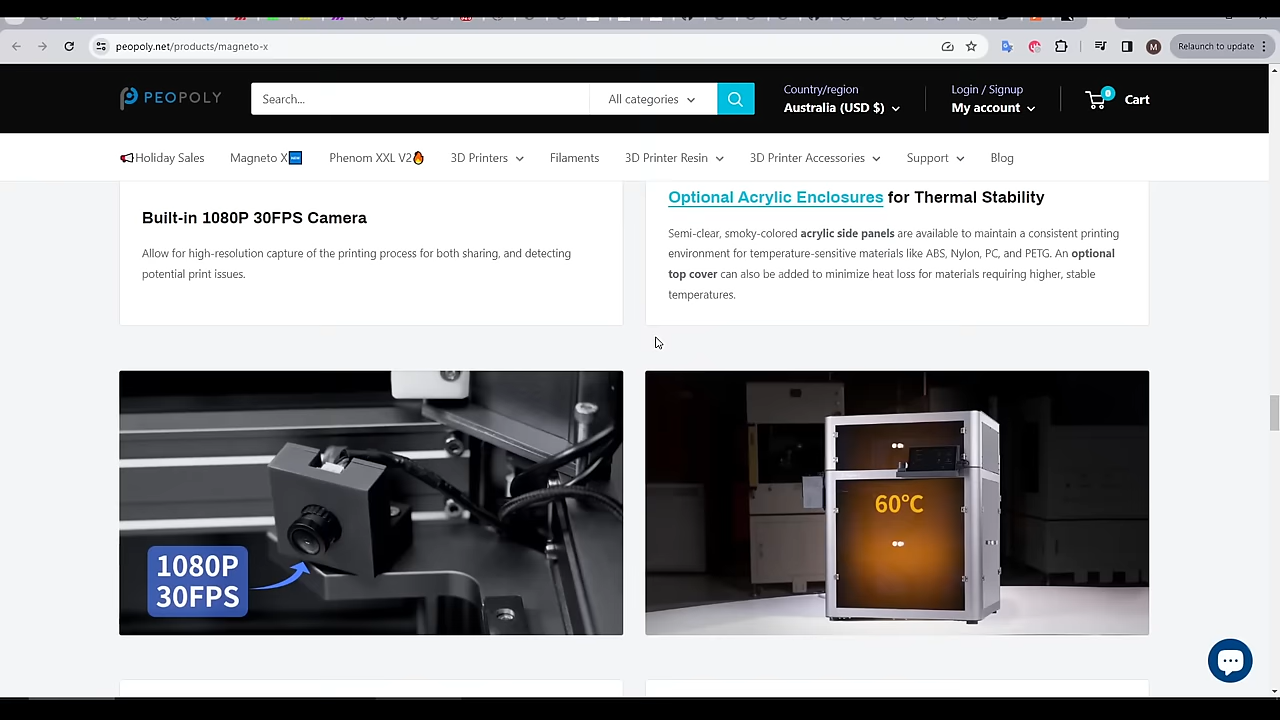 peopoly.net/products/magneto-x
M
Relaunch to update
PEOPOLY
Search...
All categories
Country/region
Australia (USD $)
Login / Signup
My account
0
Cart
Holiday Sales
Magneto X
NEW
Phenom XXL V2
3D Printers
Filaments
3D Printer Resin
3D Printer Accessories
Support
Blog
Built-in 1080P 30FPS Camera
Allow for high-resolution capture of the printing process for both sharing, and detecting
potential print issues.
Optional Acrylic Enclosures for Thermal Stability
Semi-clear, smoky-colored acrylic side panels are available to maintain a consistent printing
environment for temperature-sensitive materials like ABS, Nylon, PC, and PETG. An optional
top cover can also be added to minimize heat loss for materials requiring higher, stable
temperatures.
1080P
30FPS
60°C